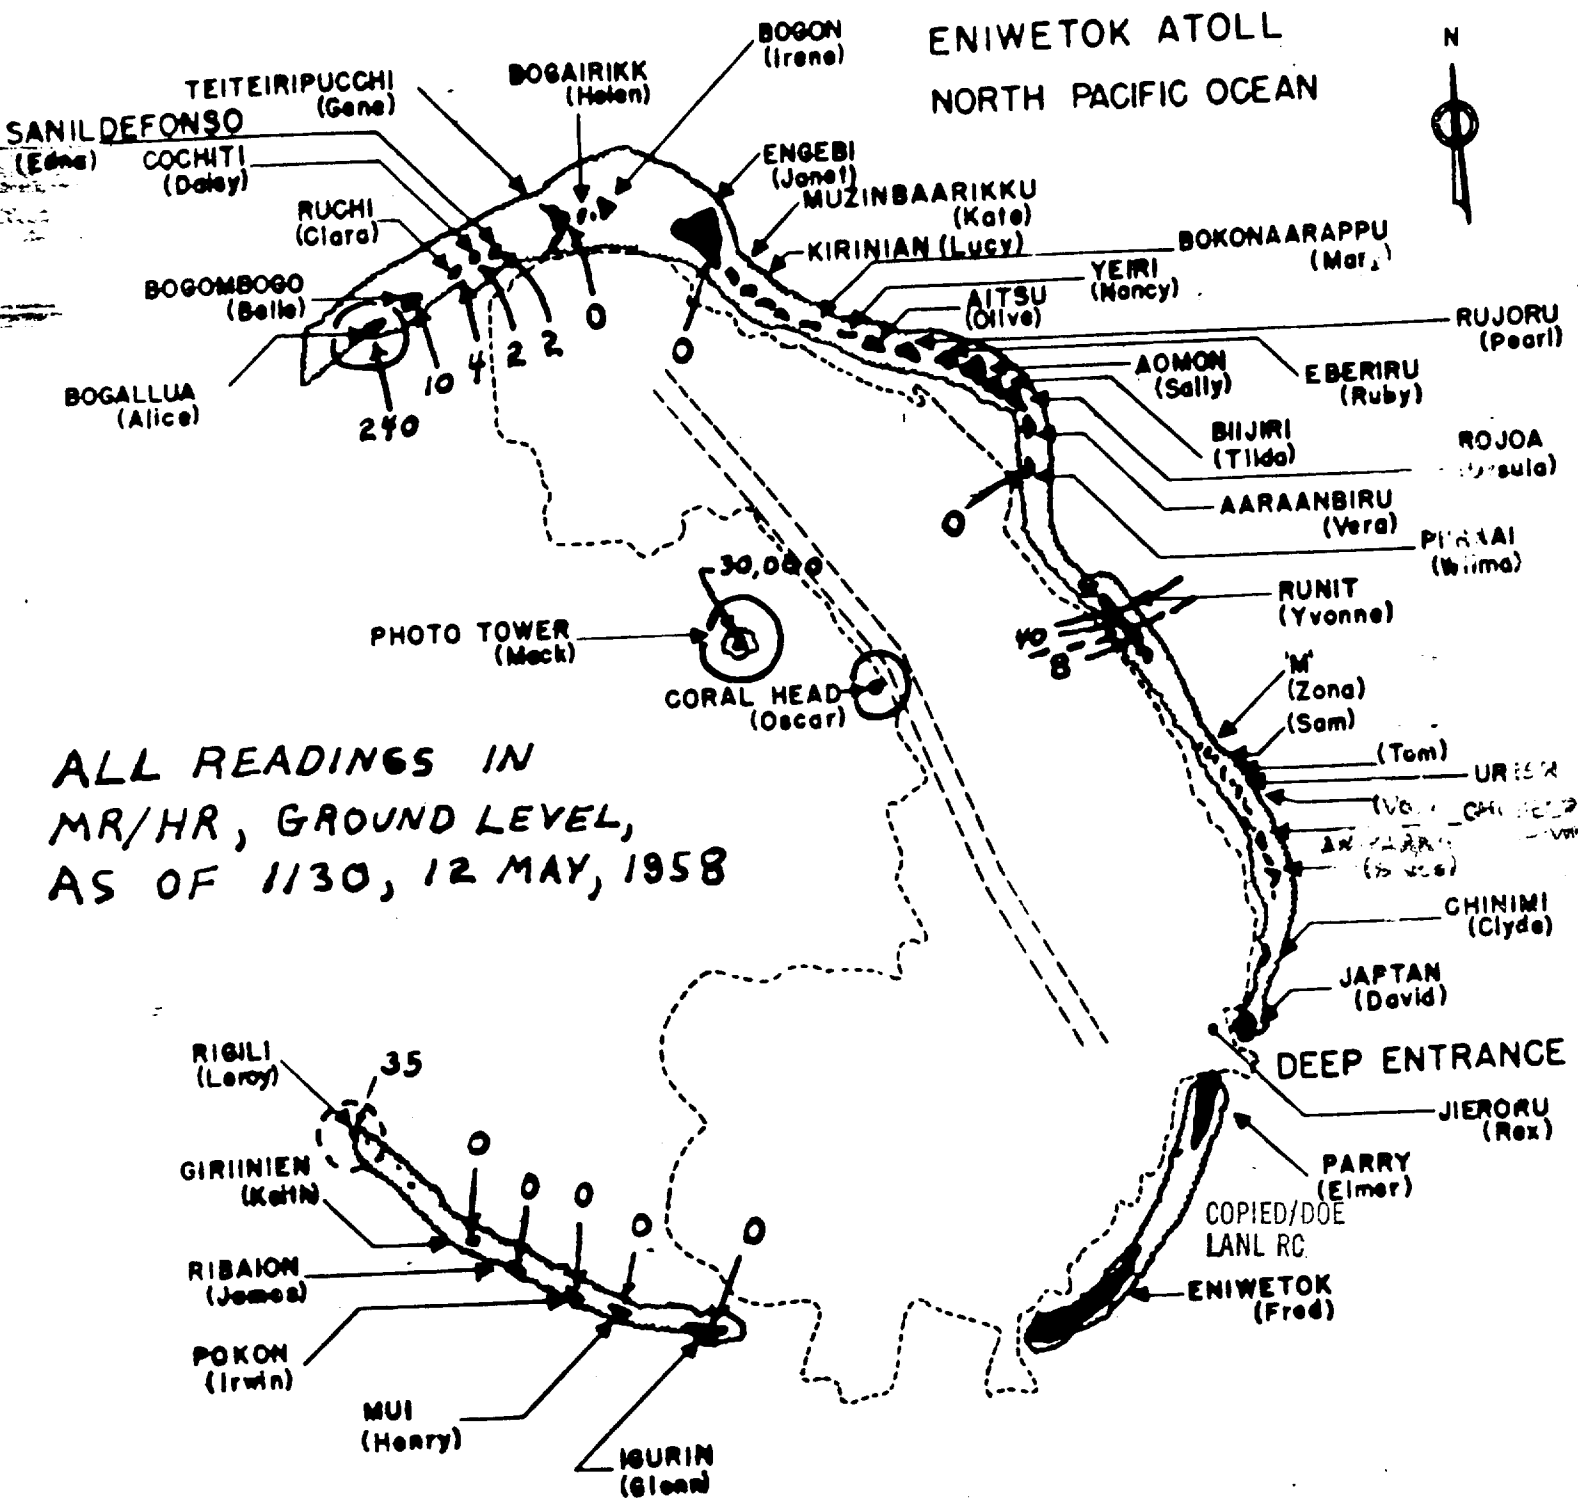 ENIWETOK ATOLL
NORTH PACIFIC OCEAN
N
BOGON
(Irene)
BOGAIRIKK
(Helen)
TEITEIRIPUCCHI
(Gene)
SANILDEFONSO
(Edna)
COCHITI
(Daisy)
RUCHI
(Clara)
BOGOMBOGO
(Belle)
BOGALLUA
(Alice)
240
10
4
2
2
0
0
ENGEBI
(Janet)
MUZINBAARIKKU
(Kate)
KIRINIAN (Lucy)
BOKONAARAPPU
YEIRI
(Nancy)
AITSU
(Olive)
RUJORU
(Pearl)
EBERIRU
(Ruby)
AOMON
(Sally)
BIIJIRI
(Tilda)
ROJOA
AARAANBIRU
(Vera)
(Wilma)
0
RUNIT
(Yvonne)
40
8
30,000
PHOTO TOWER
(Mack)
CORAL HEAD
(Oscar)
'M'
(Zona)
(Sam)
(Tom)
CHINIMI
(Clyde)
JAPTAN
(David)
DEEP ENTRANCE
JIERORU
(Rex)
PARRY
(Elmer)
COPIED/DOE
LANL RC
ENIWETOK
(Fred)
ALL READINGS IN
MR/HR, GROUND LEVEL,
AS OF 1130, 12 MAY, 1958
RIGILI
(Leroy)
35
GIRIINIEN
(Keith)
RIBAION
(James)
POKON
(Irwin)
MUI
(Henry)
IGURIN
(Glenn)
0
0
0
0
0